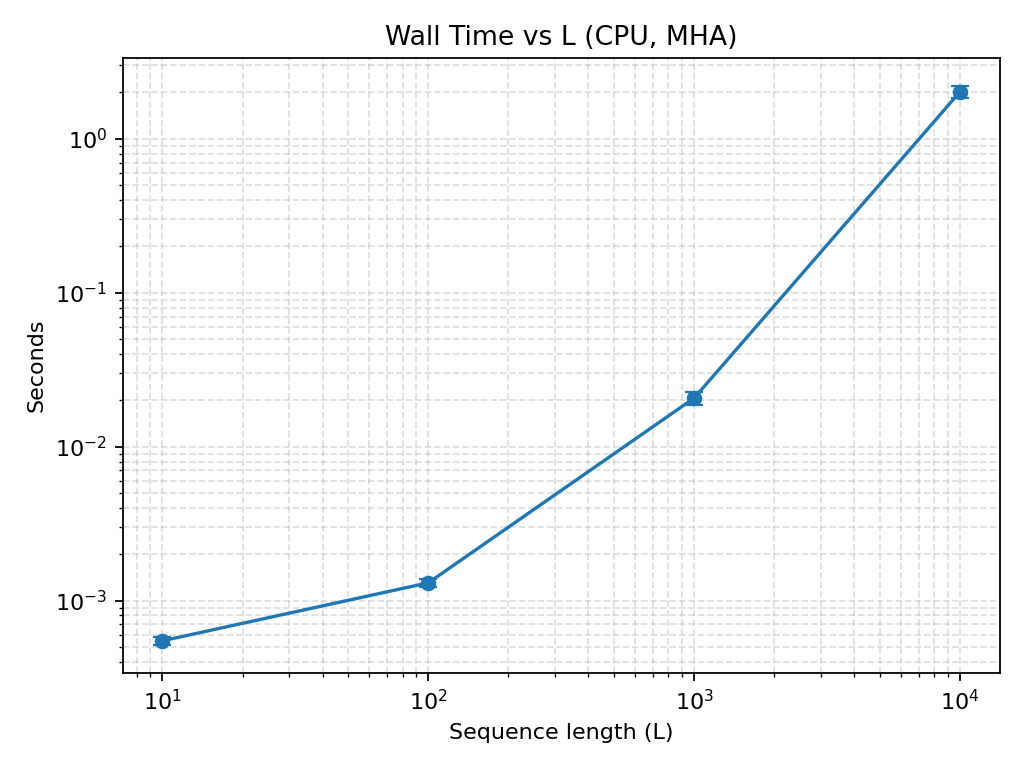 Wall Time vs L (CPU, MHA)
Seconds
10⁰
10⁻¹
10⁻²
10⁻³
10¹ 10² 10³ 10⁴
Sequence length (L)